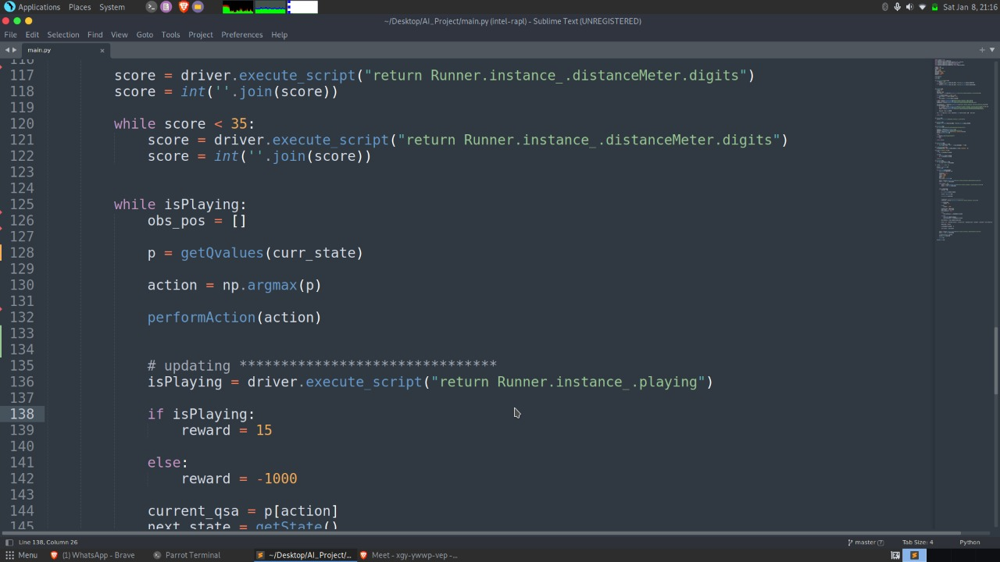 Applications Places System Sat Jan 8, 21:16
~/Desktop/AI_Project/main.py (intel-rapl) - Sublime Text (UNREGISTERED)
File Edit Selection Find View Goto Tools Project Preferences Help
main.py
116
117 score = driver.execute_script("return Runner.instance_.distanceMeter.digits")
118 score = int(''.join(score))
119
120 while score < 35:
121 score = driver.execute_script("return Runner.instance_.distanceMeter.digits")
122 score = int(''.join(score))
123
124
125 while isPlaying:
126 obs_pos = []
127
128 p = getQvalues(curr_state)
129
130 action = np.argmax(p)
131
132 performAction(action)
133
134
135 # updating *******************************
136 isPlaying = driver.execute_script("return Runner.instance_.playing")
137
138 if isPlaying:
139 reward = 15
140
141 else:
142 reward = -1000
143
144 current_qsa = p[action]
145 next_state = getState()
Line 138, Column 26 master 7 Tab Size: 4 Python
Menu (1) WhatsApp - Brave Parrot Terminal ~/Desktop/AI_Project/... Meet - xgy-ywwp-vep -...